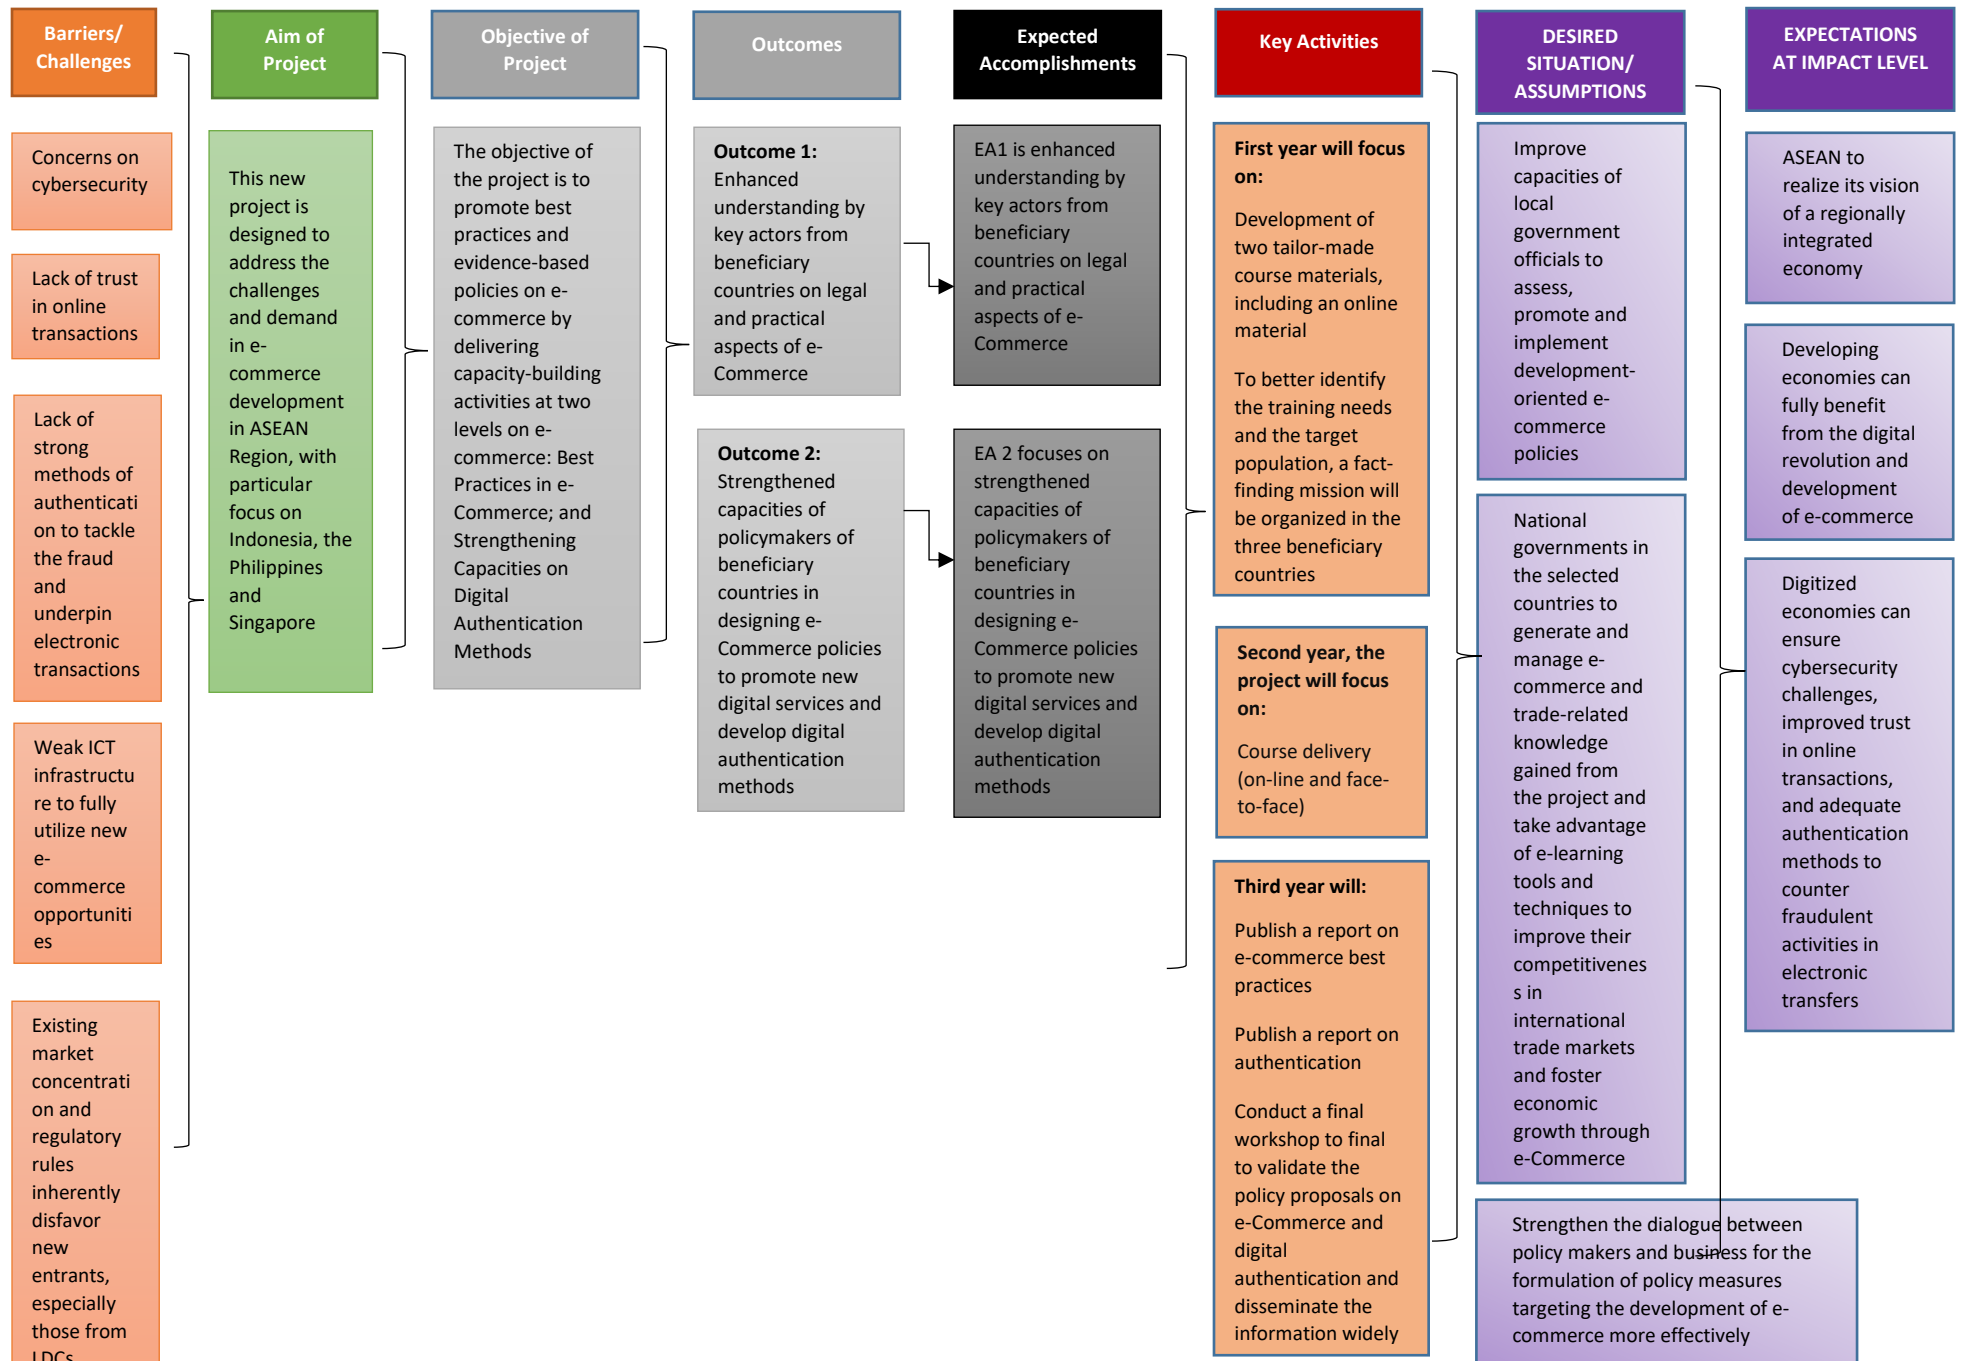 Barriers/
Challenges
Concerns on
cybersecurity
Lack of trust
in online
transactions
Lack of
strong
methods of
authenticati
on to tackle
the fraud
and
underpin
electronic
transactions
Weak ICT
infrastructu
re to fully
utilize new
e-
commerce
opportuniti
es
Existing
market
concentrati
on and
regulatory
rules
inherently
disfavor
new
entrants,
especially
those from
LDCs
Aim of
Project
This new
project is
designed to
address the
challenges
and demand
in e-
commerce
development
in ASEAN
Region, with
particular
focus on
Indonesia, the
Philippines
and
Singapore
Objective of
Project
The objective of
the project is to
promote best
practices and
evidence-based
policies on e-
commerce by
delivering
capacity-building
activities at two
levels on e-
commerce: Best
Practices in e-
Commerce; and
Strengthening
Capacities on
Digital
Authentication
Methods
Outcomes
Outcome 1:
Enhanced
understanding by
key actors from
beneficiary
countries on legal
and practical
aspects of e-
Commerce
Outcome 2:
Strengthened
capacities of
policymakers of
beneficiary
countries in
designing e-
Commerce policies
to promote new
digital services and
develop digital
authentication
methods
Expected
Accomplishments
EA1 is enhanced
understanding by
key actors from
beneficiary
countries on legal
and practical
aspects of e-
Commerce
EA 2 focuses on
strengthened
capacities of
policymakers of
beneficiary
countries in
designing e-
Commerce policies
to promote new
digital services and
develop digital
authentication
methods
Key Activities
First year will focus
on:
Development of
two tailor-made
course materials,
including an online
material
To better identify
the training needs
and the target
population, a fact-
finding mission will
be organized in the
three beneficiary
countries
Second year, the
project will focus
on:
Course delivery
(on-line and face-
to-face)
Third year will:
Publish a report on
e-commerce best
practices
Publish a report on
authentication
Conduct a final
workshop to final
to validate the
policy proposals on
e-Commerce and
digital
authentication and
disseminate the
information widely
DESIRED
SITUATION/
ASSUMPTIONS
Improve
capacities of
local
government
officials to
assess,
promote and
implement
development-
oriented e-
commerce
policies
National
governments in
the selected
countries to
generate and
manage e-
commerce and
trade-related
knowledge
gained from
the project and
take advantage
of e-learning
tools and
techniques to
improve their
competitivenes
s in
international
trade markets
and foster
economic
growth through
e-Commerce
Strengthen the dialogue between
policy makers and business for the
formulation of policy measures
targeting the development of e-
commerce more effectively
EXPECTATIONS
AT IMPACT LEVEL
ASEAN to
realize its vision
of a regionally
integrated
economy
Developing
economies can
fully benefit
from the digital
revolution and
development
of e-commerce
Digitized
economies can
ensure
cybersecurity
challenges,
improved trust
in online
transactions,
and adequate
authentication
methods to
counter
fraudulent
activities in
electronic
transfers